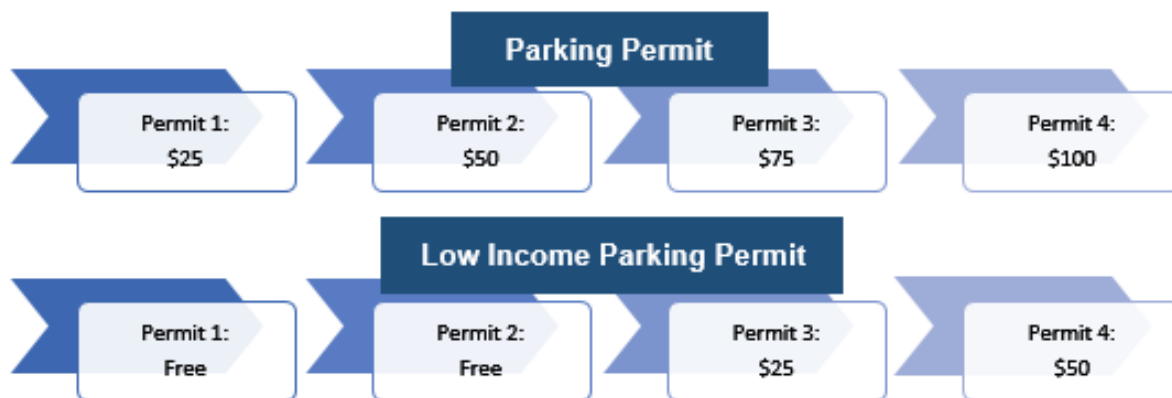 Parking Permit
Permit 1:
$25
Permit 2:
$50
Permit 3:
$75
Permit 4:
$100
Low Income Parking Permit
Permit 1:
Free
Permit 2:
Free
Permit 3:
$25
Permit 4:
$50